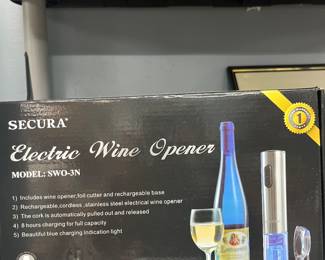 SECURA
Electric Wine Opener
MODEL: SWO-3N
1) Includes wine opener,foil cutter and rechargeable base
2) Rechargeable,cordless ,stainless steel electrical wine opener
3) The cork is automatically pulled out and released
4) 8 hours charging for full capacity
5) Beautiful blue charging indication light
1